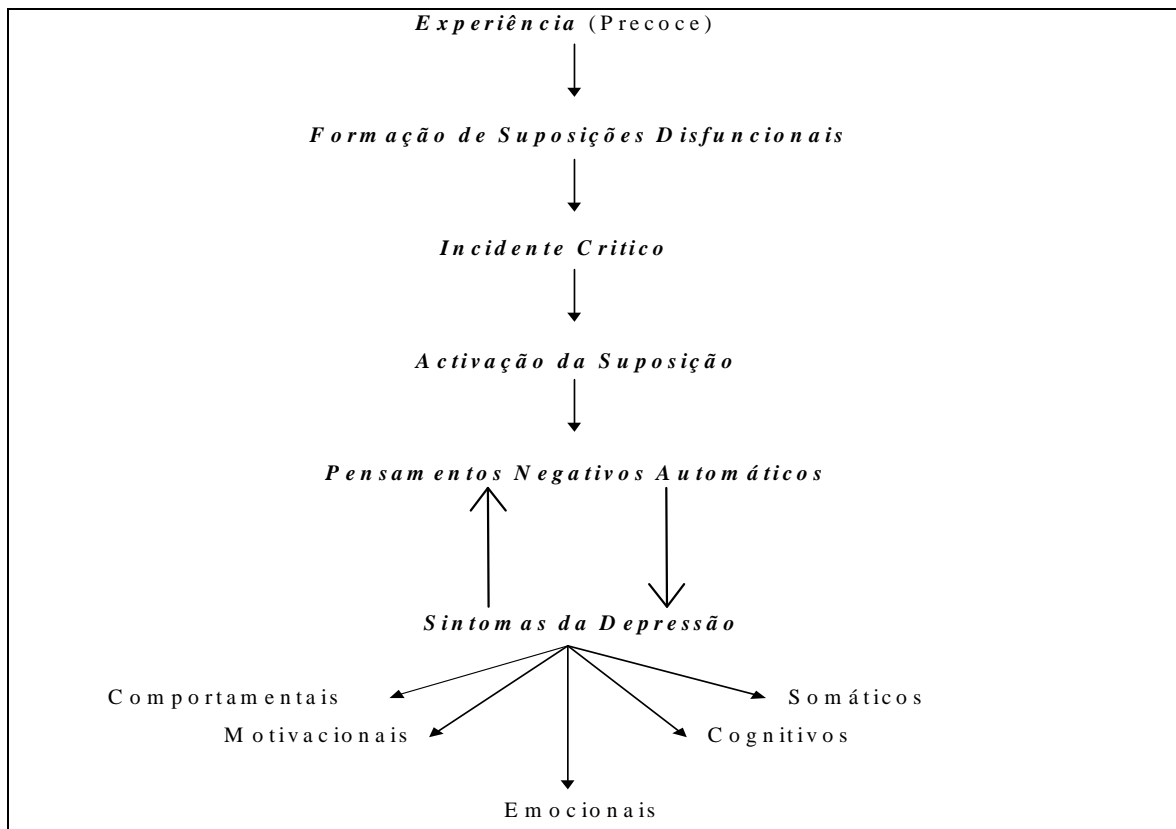 Experiência (Precoce)
Formação de Suposições Disfuncionais
Incidente Critico
Activação da Suposição
Pensamentos Negativos Automáticos
Sintomas da Depressão
Comportamentais
Somáticos
Motivacionais
Cognitivos
Emocionais